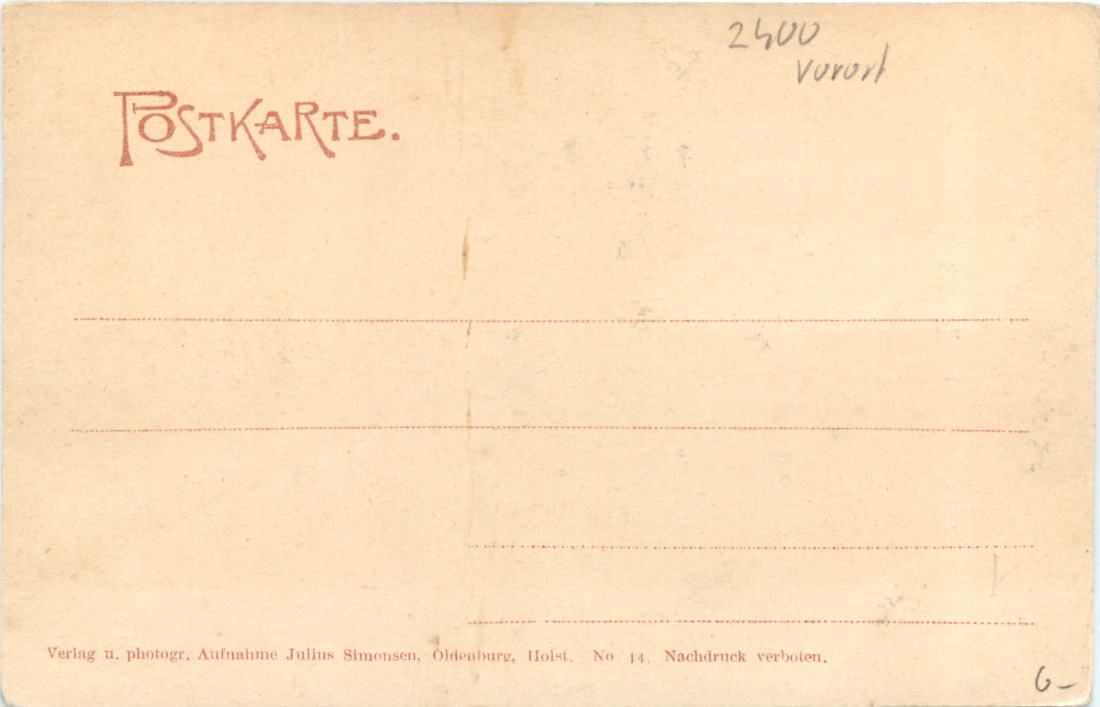 2400
Vorort
POSTKARTE.
Verlag u. photogr. Aufnahme Julius Simonsen, Oldenburg, Holst. No 14. Nachdruck verboten.
6-